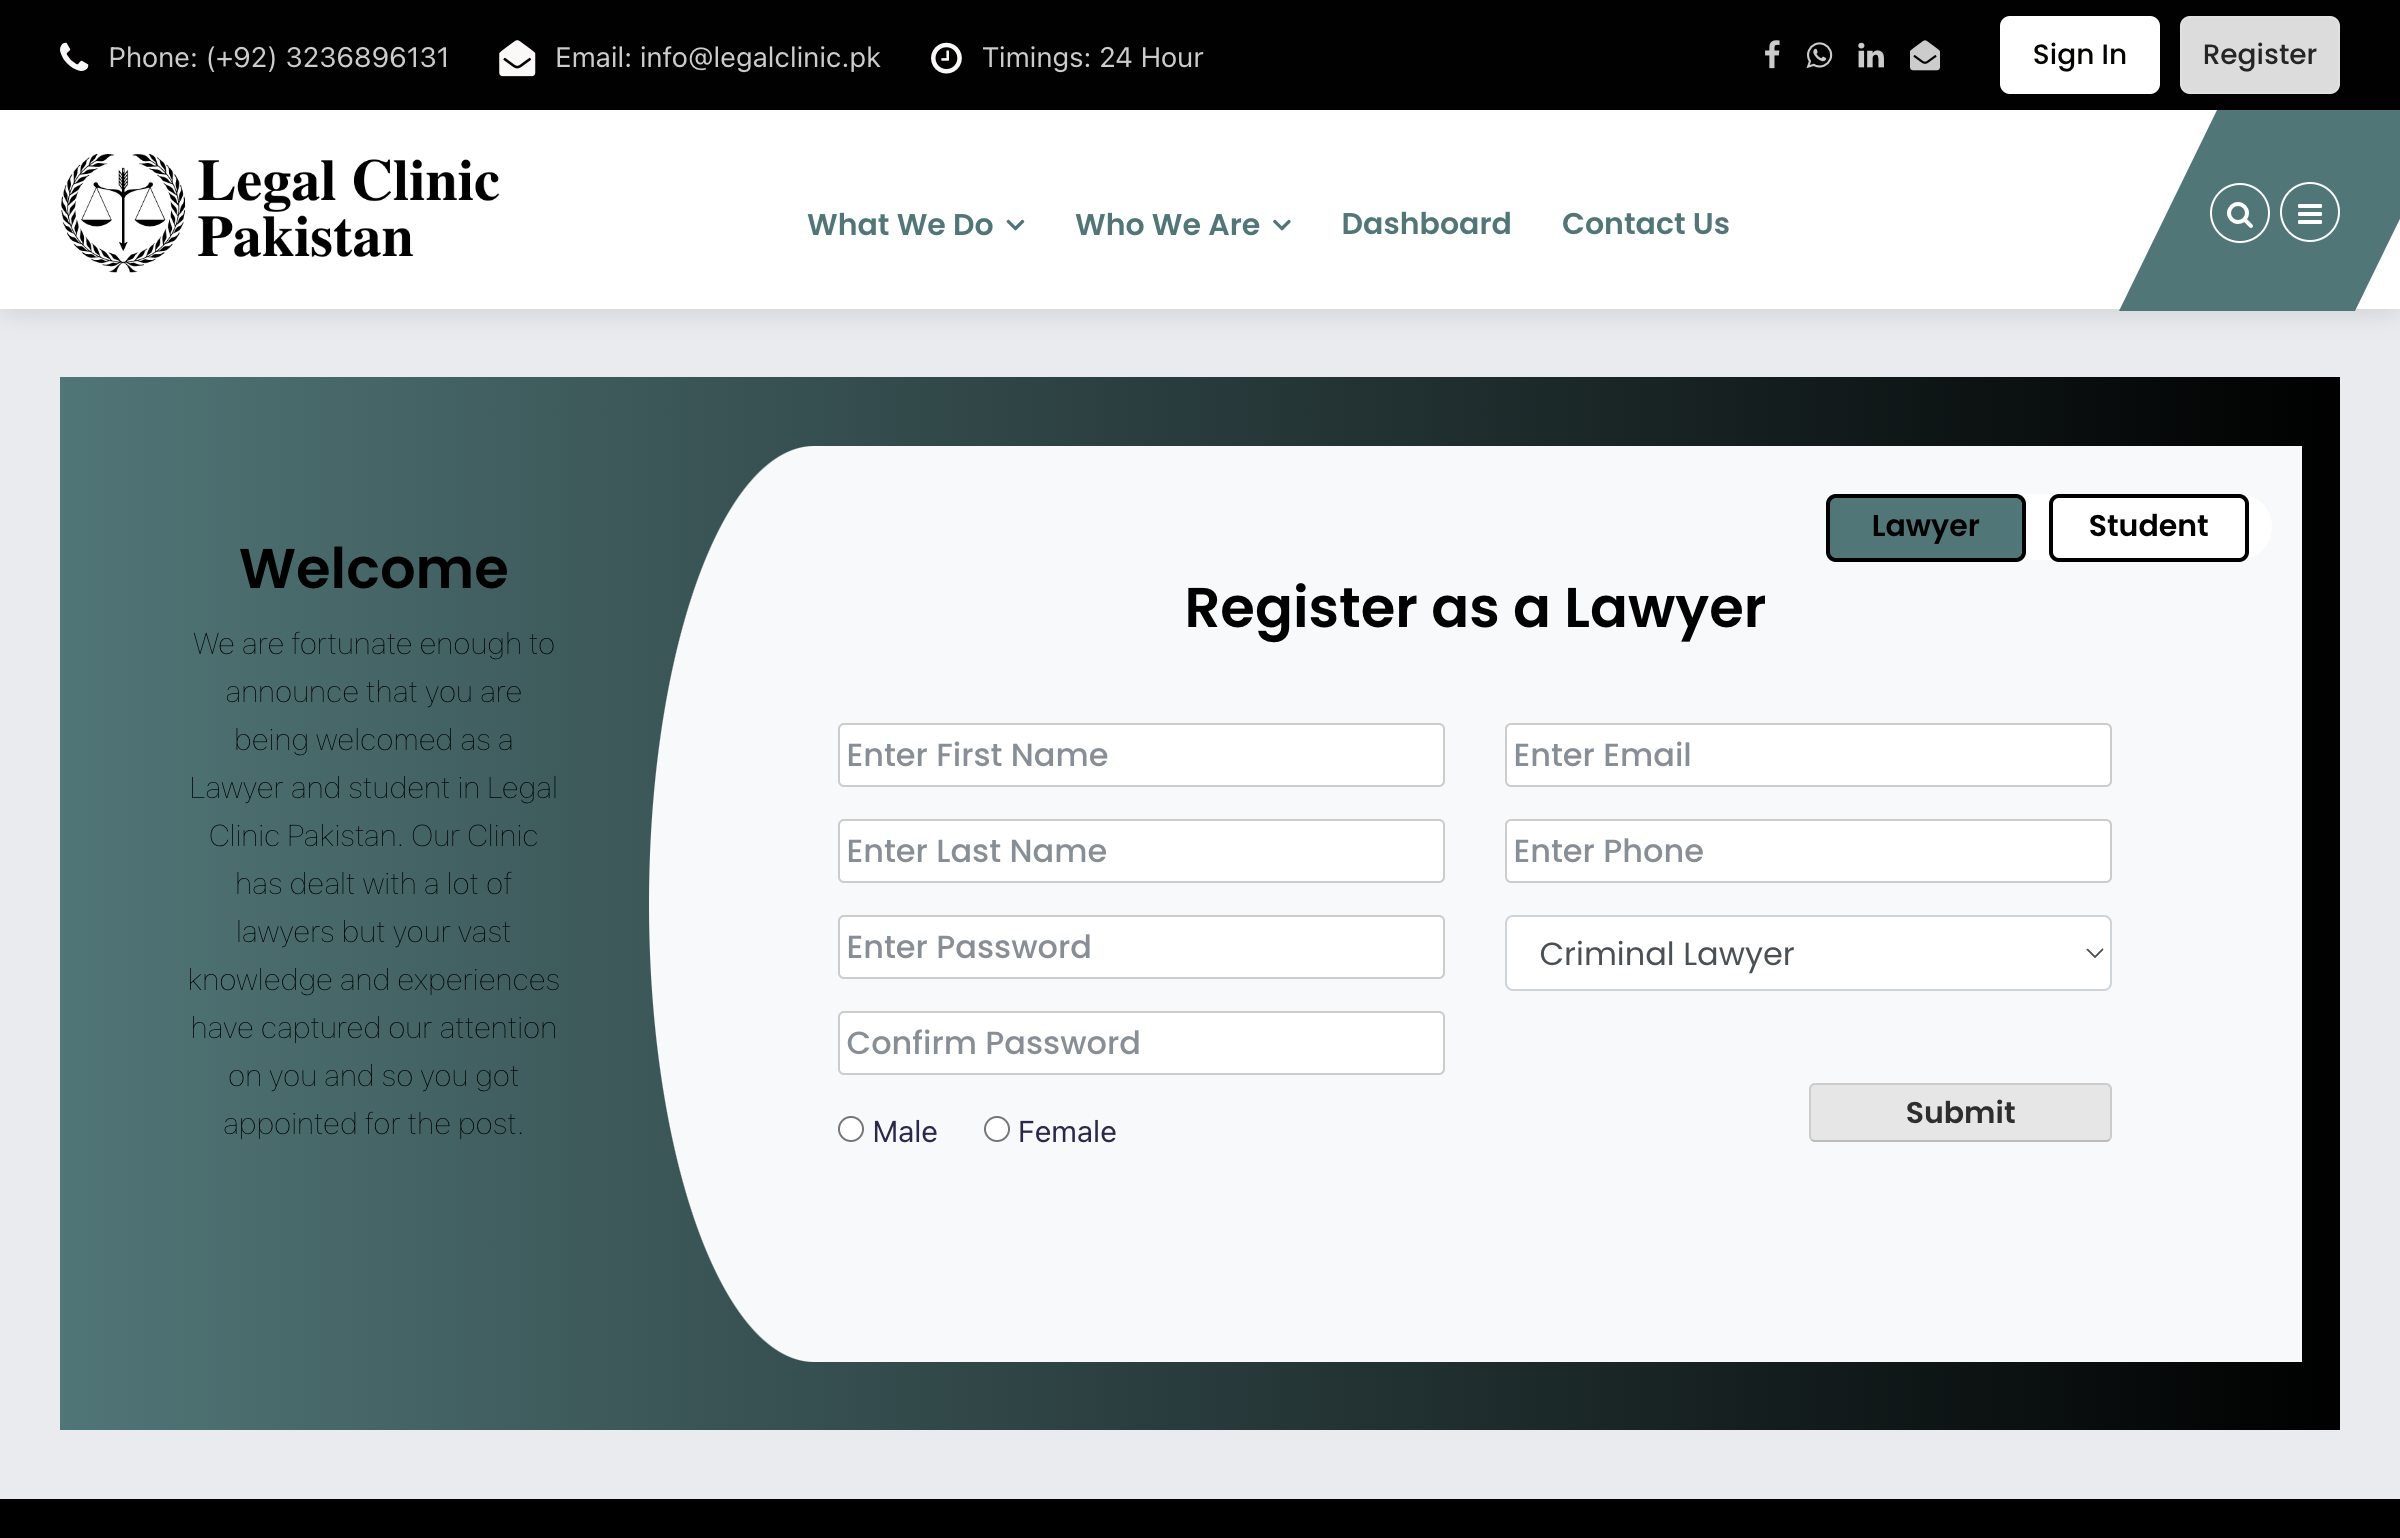 Phone: (+92) 3236896131
Email: info@legalclinic.pk
Timings: 24 Hour
Sign In
Register
Legal Clinic
Pakistan
What We Do
Who We Are
Dashboard
Contact Us
Welcome
We are fortunate enough to
announce that you are
being welcomed as a
Lawyer and student in Legal
Clinic Pakistan. Our Clinic
has dealt with a lot of
lawyers but your vast
knowledge and experiences
have captured our attention
on you and so you got
appointed for the post.
Lawyer
Student
Register as a Lawyer
Enter First Name
Enter Email
Enter Last Name
Enter Phone
Enter Password
Criminal Lawyer
Confirm Password
Male
Female
Submit